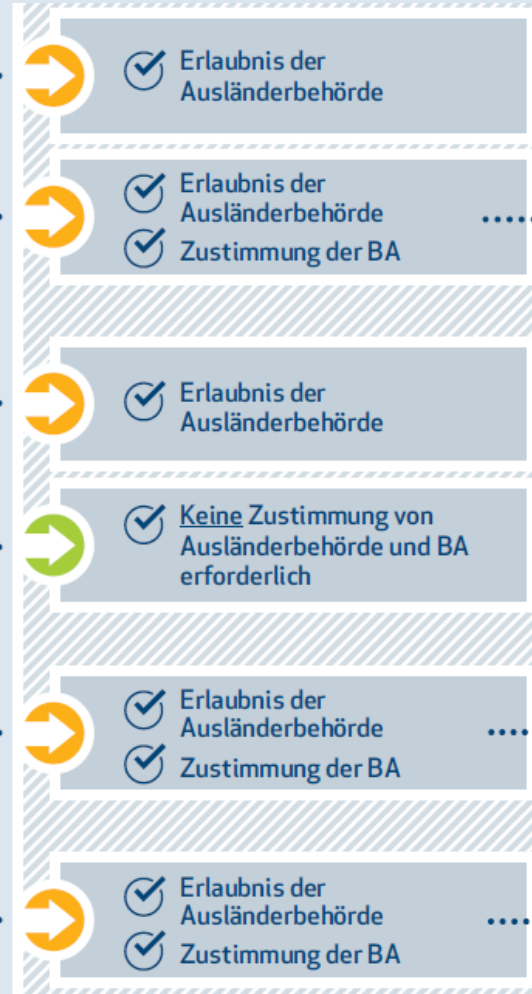 Erlaubnis der
Ausländerbehörde
Erlaubnis der
Ausländerbehörde
Zustimmung der BA
Erlaubnis der
Ausländerbehörde
Keine Zustimmung von
Ausländerbehörde und BA
erforderlich
Erlaubnis der
Ausländerbehörde
Zustimmung der BA
Erlaubnis der
Ausländerbehörde
Zustimmung der BA